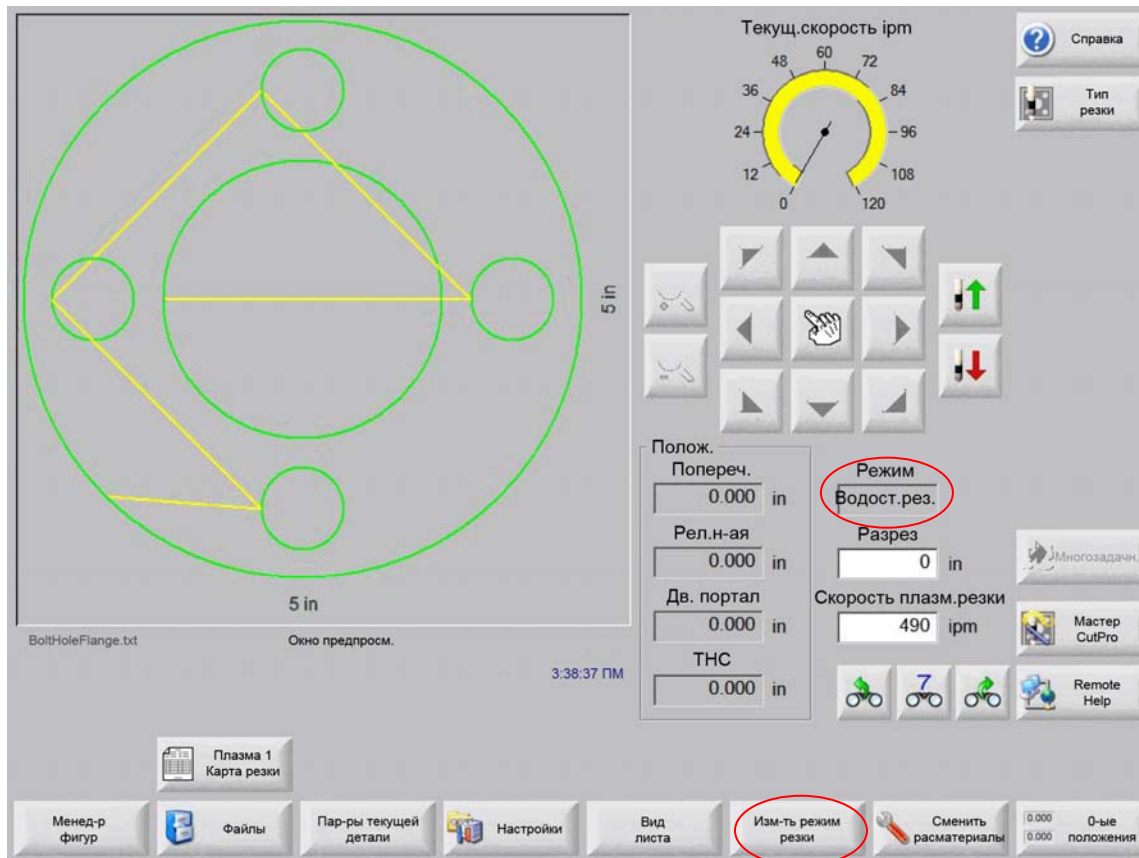 Текущ.скорость ipm
0
12
24
36
48
60
72
84
96
108
120
Справка
Тип
резки
5 in
5 in
BoltHoleFlange.txt
Окно предпросм.
3:38:37 ПМ
Полож.
Попереч.
0.000 in
Рел.н-ая
0.000 in
Дв. портал
0.000 in
THC
0.000 in
Режим
Водост.рез.
Разрез
0 in
Скорость плазм.резки
490 ipm
7
Многозадачн.
Мастер
CutPro
Remote
Help
Плазма 1
Карта резки
Менед-р
фигур
Файлы
Пар-ры текущей
детали
Настройки
Вид
листа
Изм-ть режим
резки
Сменить
расматериалы
0.000
0.000
0-ые
положения